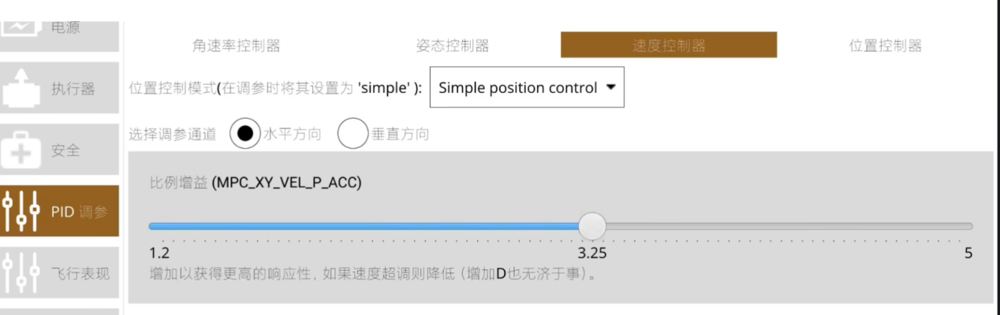 电源
执行器
安全
PID 调参
飞行表现
角速率控制器 姿态控制器 速度控制器 位置控制器
位置控制模式(在调参时将其设置为 'simple' ): Simple position control
选择调参通道 水平方向 垂直方向
比例增益 (MPC_XY_VEL_P_ACC)
1.2 3.25 5
增加以获得更高的响应性, 如果速度超调则降低 (增加D也无济于事)。